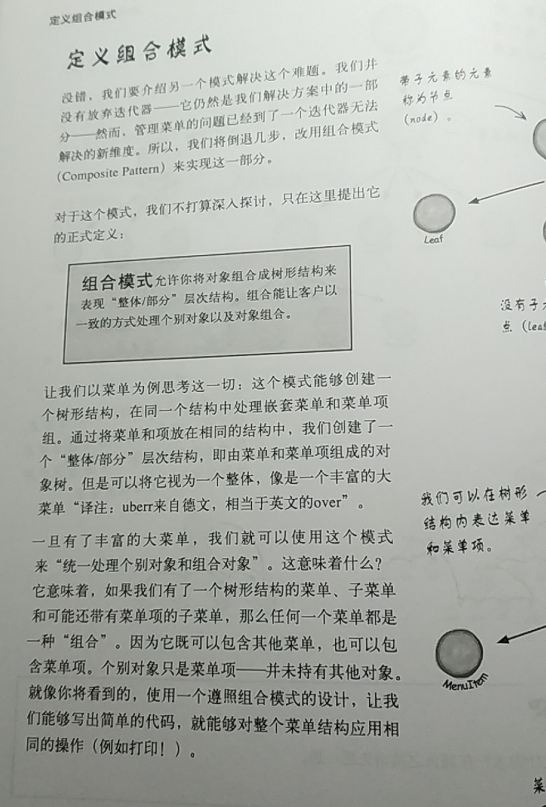 定义组合模式
定义组合模式
没错，我们要介绍另一个模式解决这个难题。我们并
没有放弃迭代器——它仍然是我们解决方案中的一部
分——然而，管理菜单的问题已经到了一个迭代器无法
解决的新维度。所以，我们将倒退几步，改用组合模式
（Composite Pattern）来实现这一部分。
对于这个模式，我们不打算深入探讨，只在这里提出它
的正式定义：
组合模式允许你将对象组合成树形结构来
表现“整体/部分”层次结构。组合能让客户以
一致的方式处理个别对象以及对象组合。
让我们以菜单为例思考这一切：这个模式能够创建一
个树形结构，在同一个结构中处理嵌套菜单和菜单项
组。通过将菜单和项放在相同的结构中，我们创建了一
个“整体/部分”层次结构，即由菜单和菜单项组成的对
象树。但是可以将它视为一个整体，像是一个丰富的大
菜单“译注：uberr来自德文，相当于英文的over”。
一旦有了丰富的大菜单，我们就可以使用这个模式
来“统一处理个别对象和组合对象”。这意味着什么？
它意味着，如果我们有了一个树形结构的菜单、子菜单
和可能还带有菜单项的子菜单，那么任何一个菜单都是
一种“组合”。因为它既可以包含其他菜单，也可以包
含菜单项。个别对象只是菜单项——并未持有其他对象。
就像你将看到的，使用一个遵照组合模式的设计，让我
们能够写出简单的代码，就能够对整个菜单结构应用相
同的操作（例如打印！）。
带子元素的元素
称为节点
（node）。
Leaf
没有子
点（leaf
我们可以在树形
结构内表达菜单
和菜单项。
MenuItem
菜